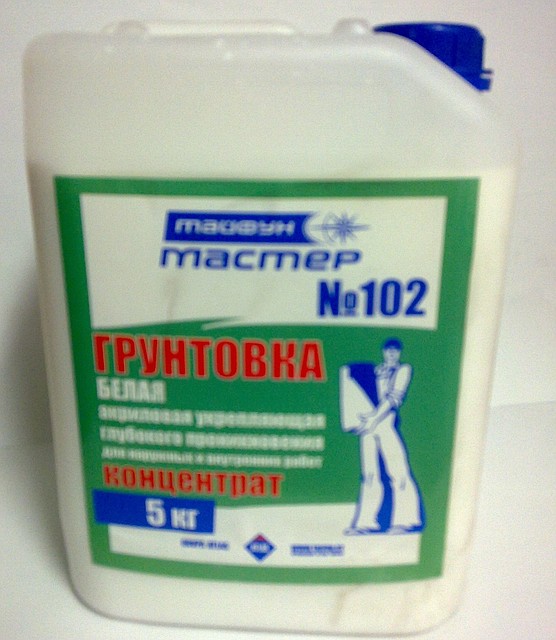 тайфун
мастер
№102
ГРУНТОВКА
БЕЛАЯ
акриловая укрепляющая
глубокого проникновения
для наружных и внутренних работ
концентрат
5 кг